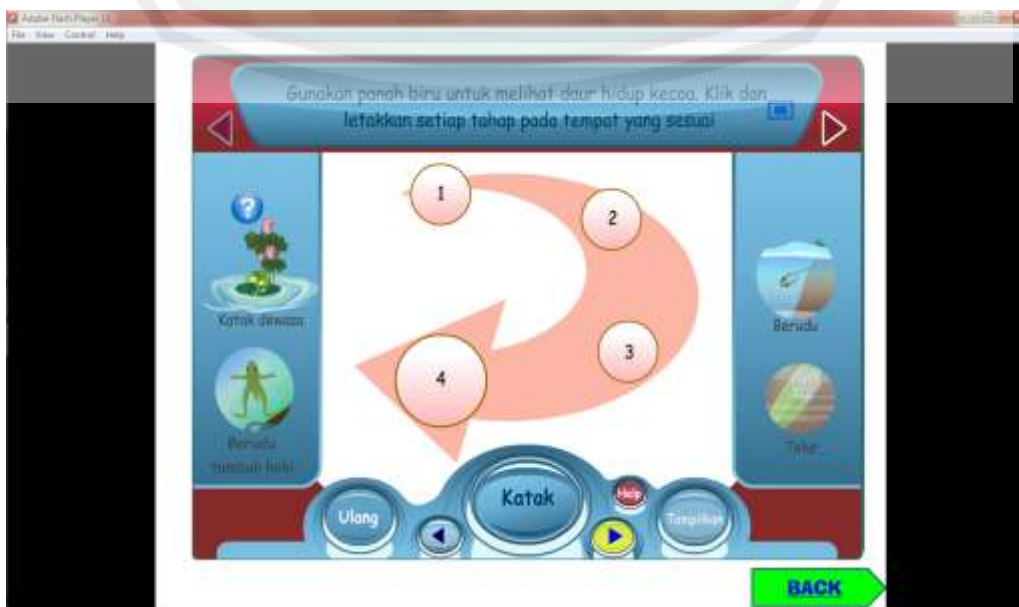 Adobe Flash Player 10
File View Control Help
Gunakan panah biru untuk melihat daur hidup kecoa. Klik dan
letakkan setiap tahap pada tempat yang sesuai
1
2
3
4
Katak dewasa
Berudu
tumbuh kaki
Berudu
Telur
Ulang
Katak
Help
Tampilkan
BACK